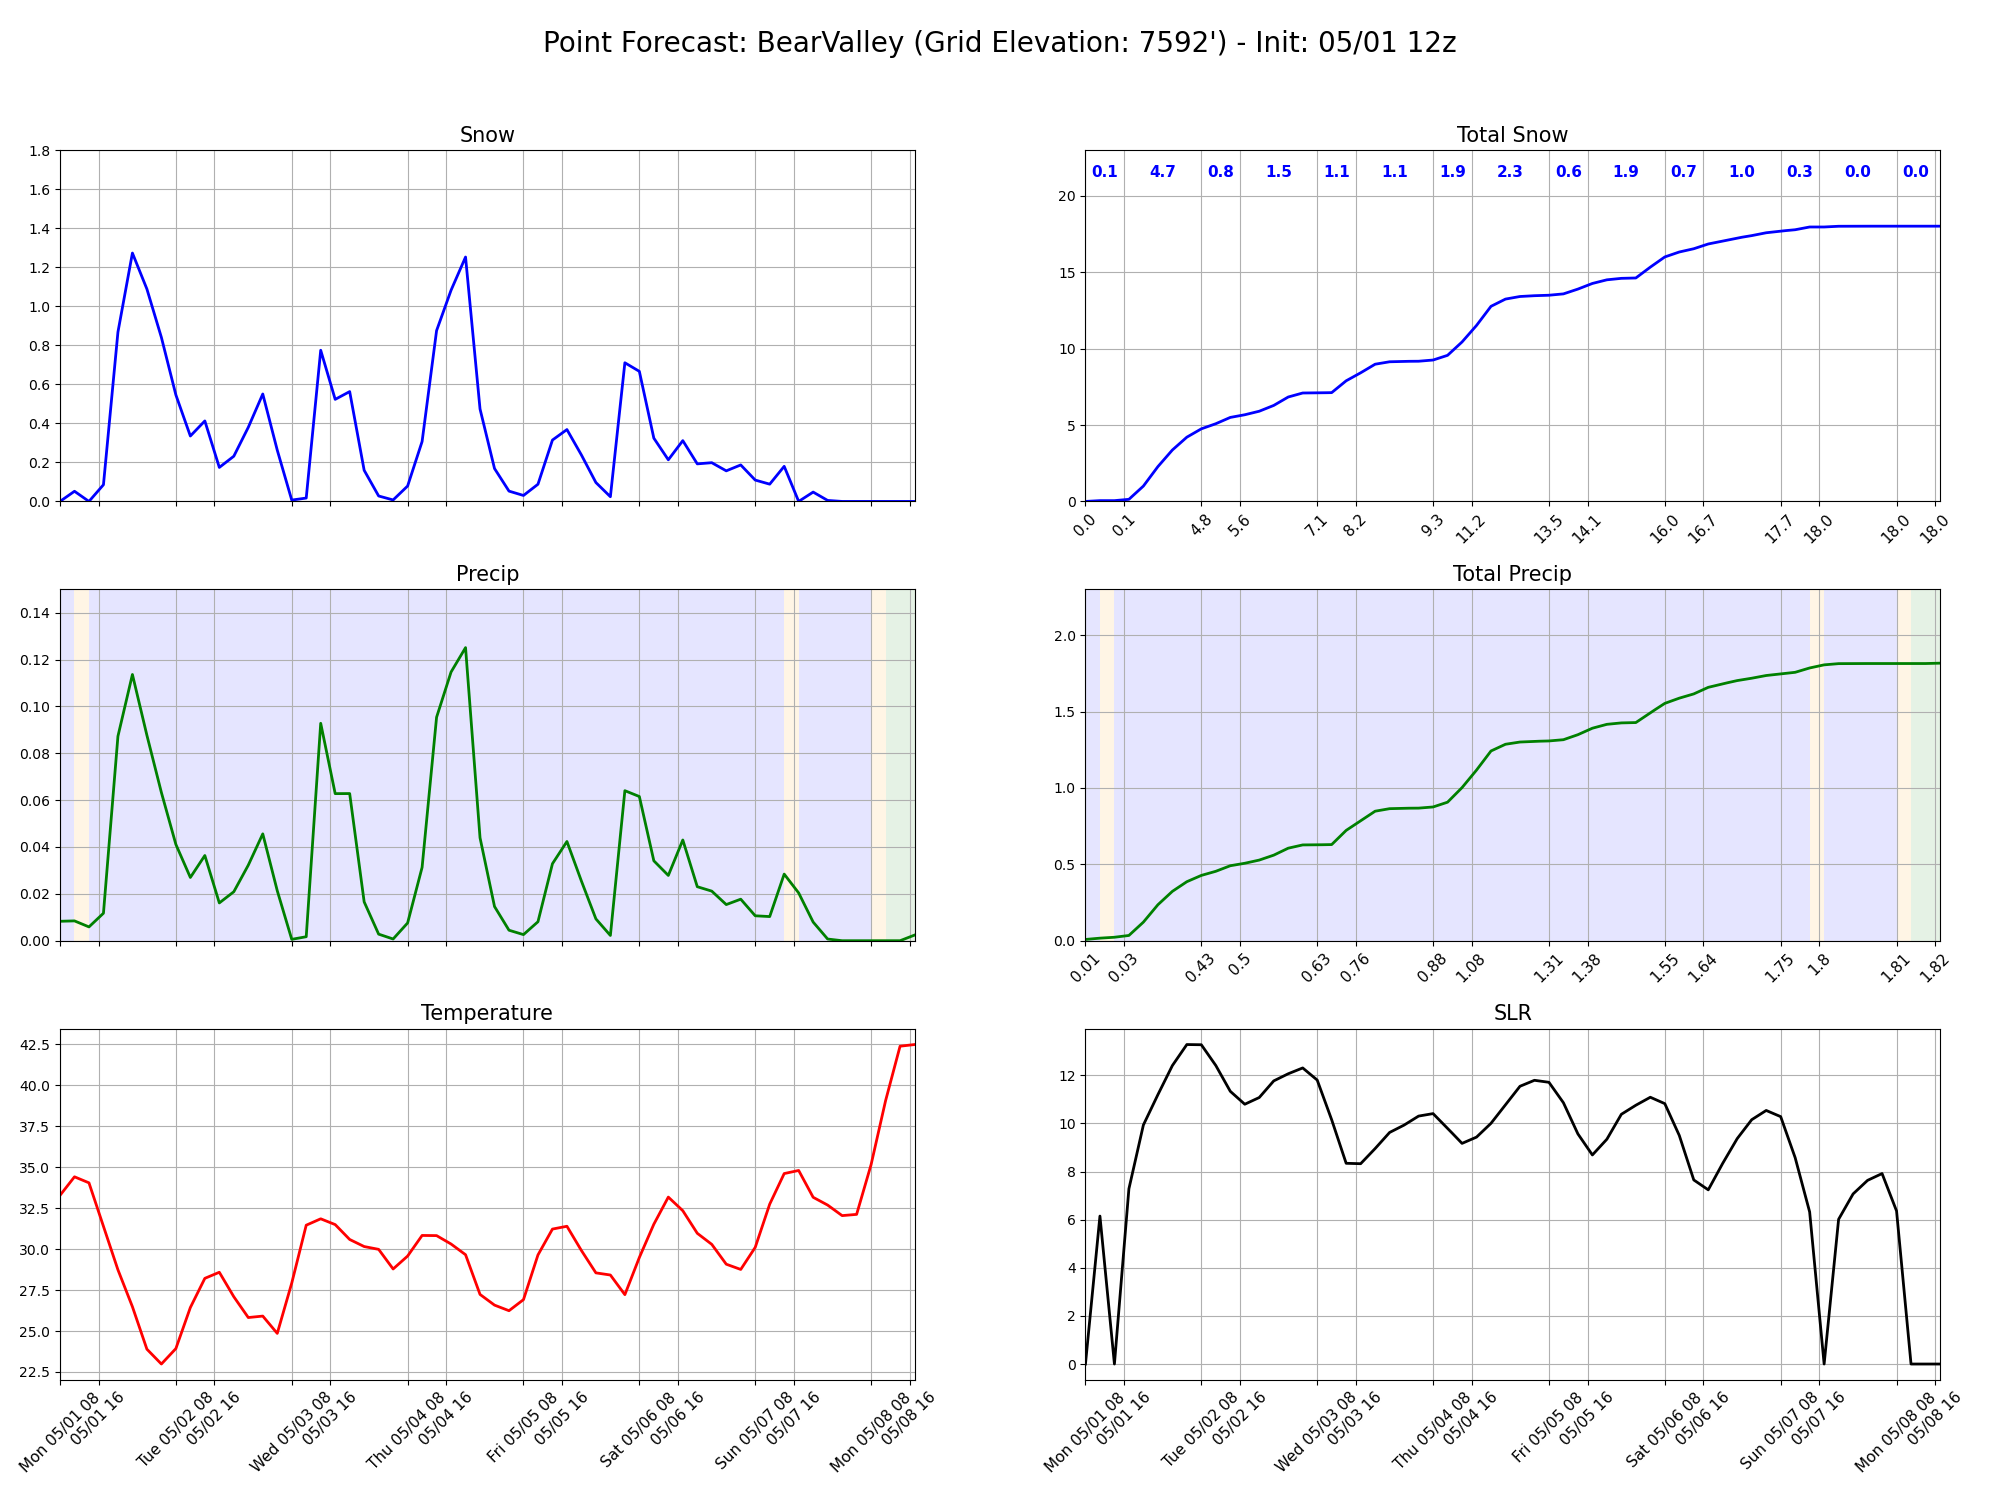 Point Forecast: BearValley (Grid Elevation: 7592') - Init: 05/01 12z
Snow
1.8
1.6
1.4
1.2
1.0
0.8
0.6
0.4
0.2
0.0
Total Snow
0.1 4.7 0.8 1.5 1.1 1.1 1.9 2.3 0.6 1.9 0.7 1.0 0.3 0.0 0.0
20
15
10
5
0
0.0 0.1 4.8 5.6 7.1 8.2 9.3 11.2 13.5 14.1 16.0 16.7 17.7 18.0 18.0 18.0
Precip
0.14
0.12
0.10
0.08
0.06
0.04
0.02
0.00
Total Precip
2.0
1.5
1.0
0.5
0.0
0.01 0.03 0.43 0.5 0.63 0.76 0.88 1.08 1.31 1.38 1.55 1.64 1.75 1.8 1.81 1.82
Temperature
42.5
40.0
37.5
35.0
32.5
30.0
27.5
25.0
22.5
Mon 05/01 08
05/01 16
Tue 05/02 08
05/02 16
Wed 05/03 08
05/03 16
Thu 05/04 08
05/04 16
Fri 05/05 08
05/05 16
Sat 05/06 08
05/06 16
Sun 05/07 08
05/07 16
Mon 05/08 08
05/08 16
SLR
12
10
8
6
4
2
0
Mon 05/01 08
05/01 16
Tue 05/02 08
05/02 16
Wed 05/03 08
05/03 16
Thu 05/04 08
05/04 16
Fri 05/05 08
05/05 16
Sat 05/06 08
05/06 16
Sun 05/07 08
05/07 16
Mon 05/08 08
05/08 16